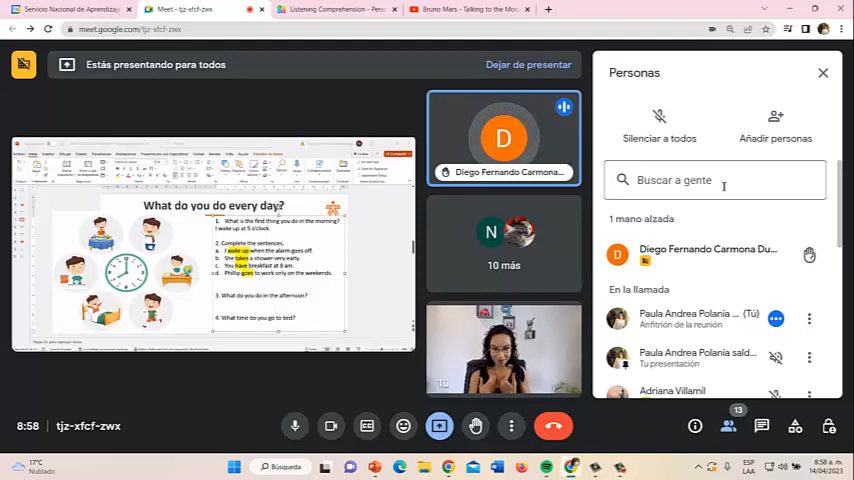 Servicio Nacional de Aprendizaje
Meet – tjz-xfcf-zwx
Listening Comprehension - Pers
Bruno Mars - Talking to the Moo
meet.google.com/tjz-xfcf-zwx
Estás presentando para todos
Dejar de presentar
Personas
Silenciar a todos
Añadir personas
Buscar a gente
1 mano alzada
Diego Fernando Carmona Du...
En la llamada
Paula Andrea Polania ... (Tú)
Anfitrión de la reunión
Paula Andrea Polania sald...
Tu presentación
Adriana Villamil
D
Diego Fernando Carmona...
N
10 más
Tú
What do you do every day?
1. What is the first thing you do in the morning?
I wake up at 5 o'clock.
2. Complete the sentences.
a. I wake up when the alarm goes off.
b. She takes a shower very early.
c. You have breakfast at 8 am.
d. Phillip goes to work only on the weekends.
3. What do you do in the afternoon?
4. What time do you go to bed?
8:58
tjz-xfcf-zwx
13
17°C
Nublado
Búsqueda
ESP
LAA
8:58 a. m.
14/04/2023